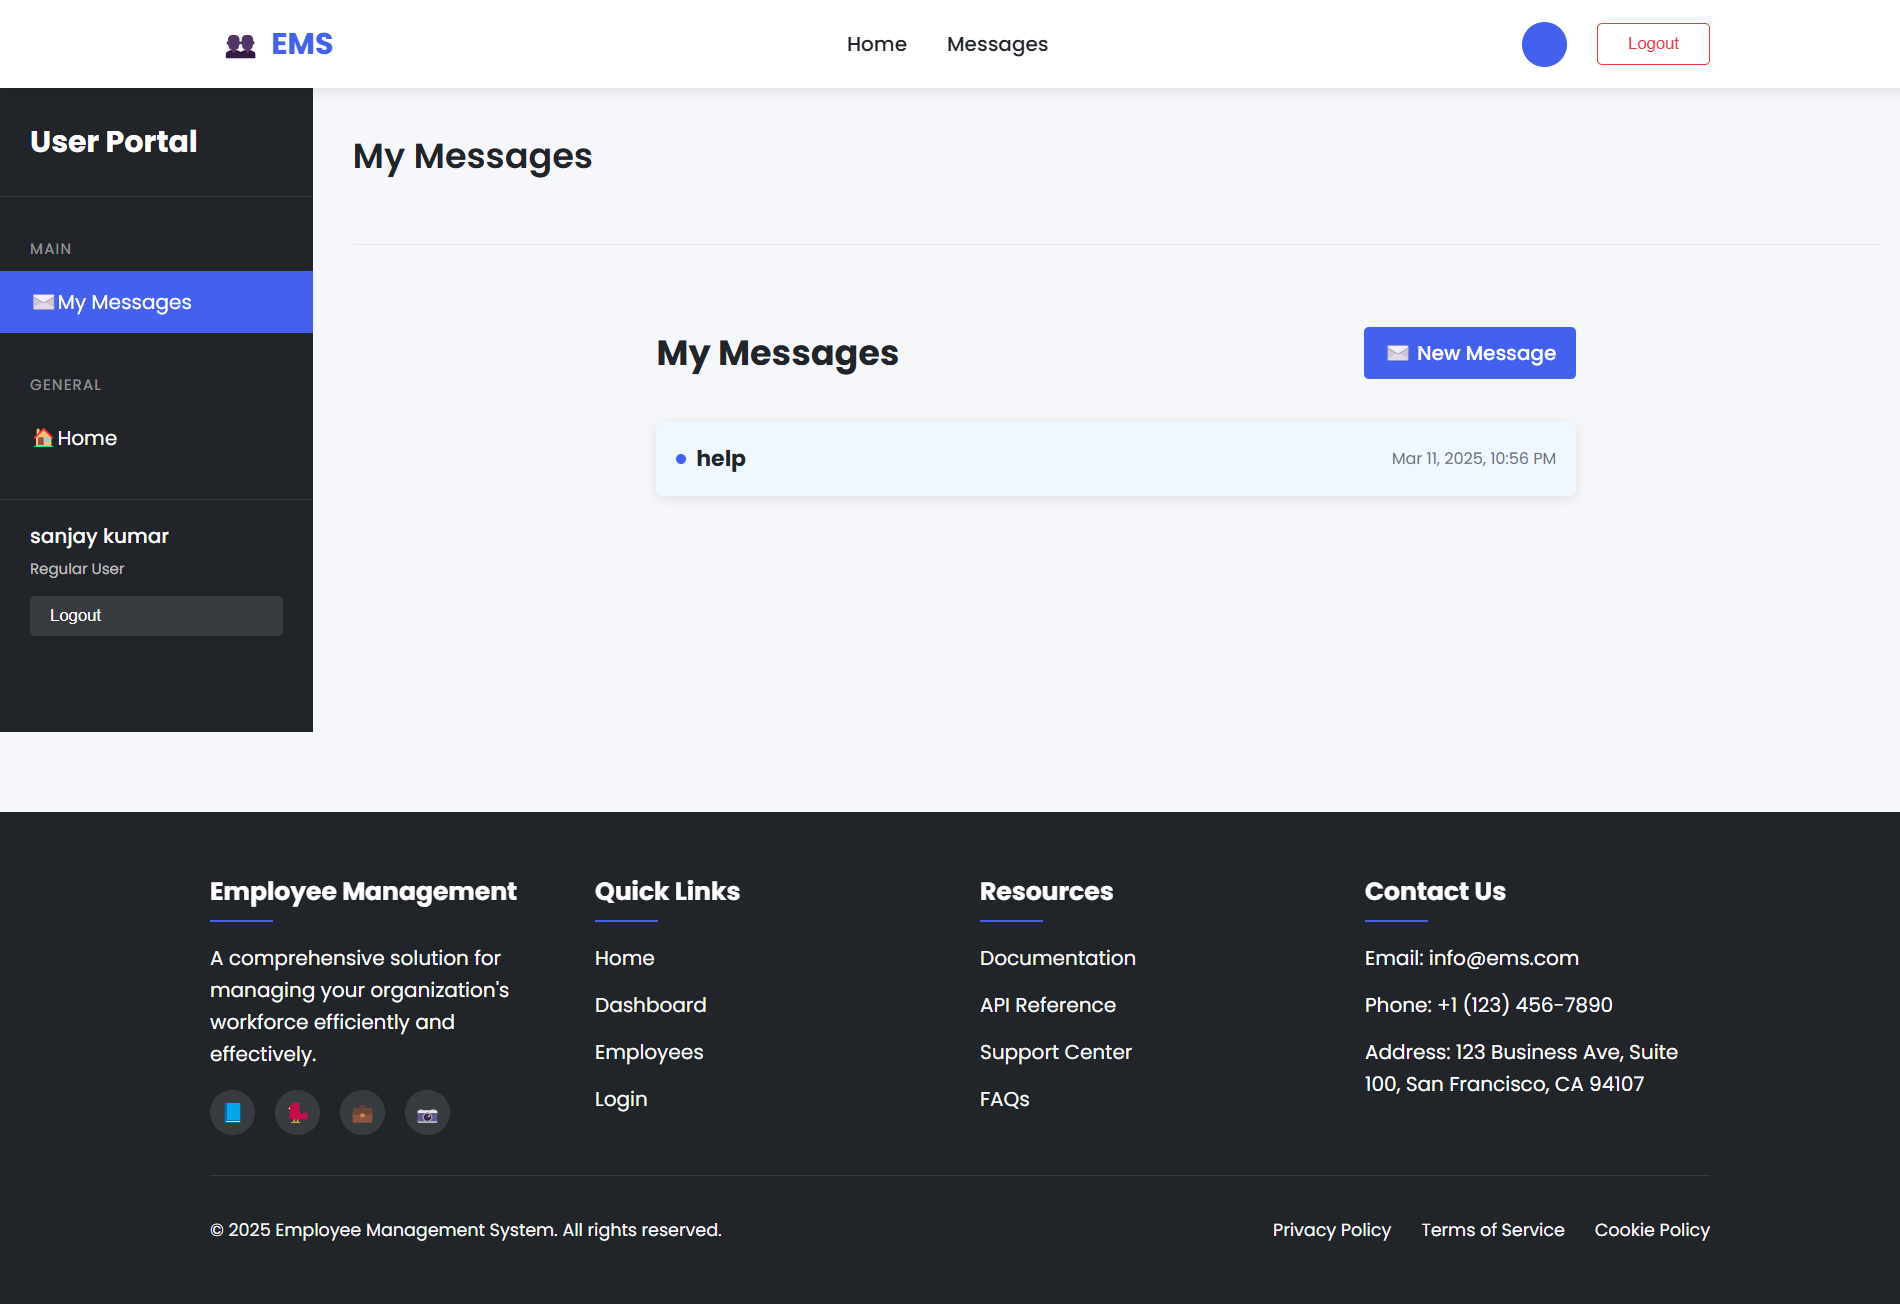 EMS
Home
Messages
Logout
User Portal
MAIN
My Messages
GENERAL
Home
sanjay kumar
Regular User
Logout
My Messages
My Messages
New Message
help
Mar 11, 2025, 10:56 PM
Employee Management
A comprehensive solution for
managing your organization's
workforce efficiently and
effectively.
Quick Links
Home
Dashboard
Employees
Login
Resources
Documentation
API Reference
Support Center
FAQs
Contact Us
Email: info@ems.com
Phone: +1 (123) 456-7890
Address: 123 Business Ave, Suite
100, San Francisco, CA 94107
© 2025 Employee Management System. All rights reserved.
Privacy Policy
Terms of Service
Cookie Policy